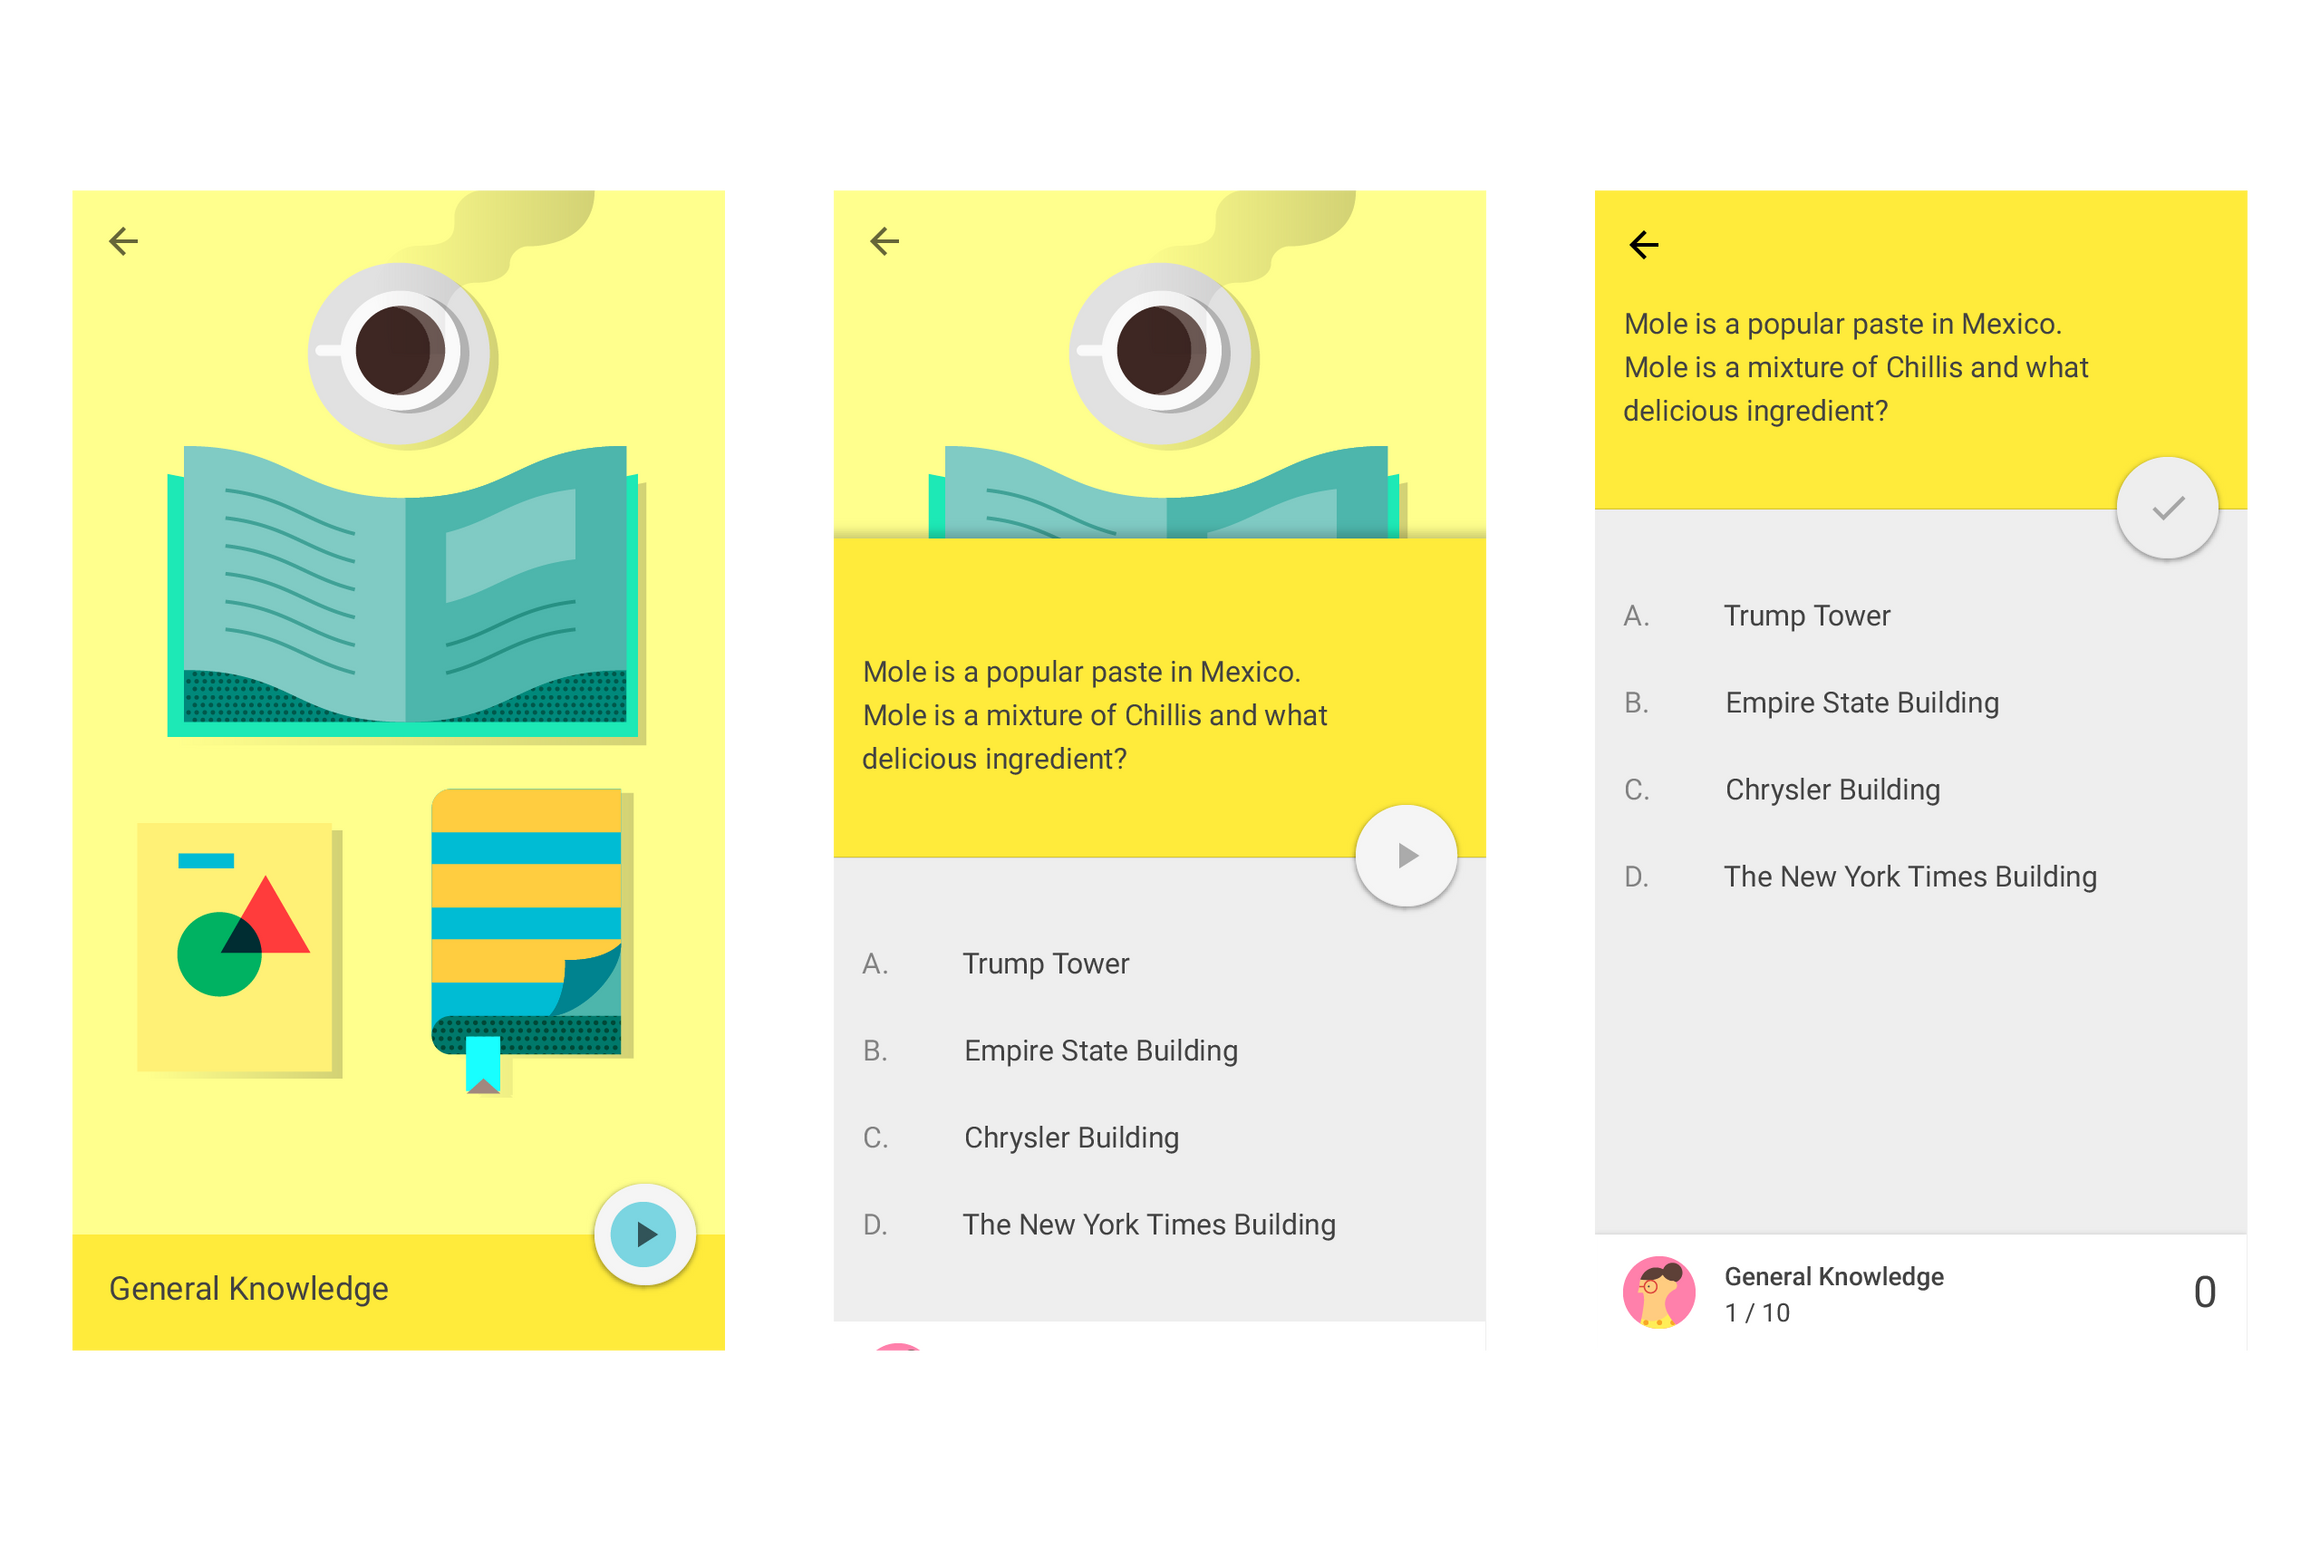 General Knowledge
Mole is a popular paste in Mexico.
Mole is a mixture of Chillis and what
delicious ingredient?
A. Trump Tower
B. Empire State Building
C. Chrysler Building
D. The New York Times Building
Mole is a popular paste in Mexico.
Mole is a mixture of Chillis and what
delicious ingredient?
A. Trump Tower
B. Empire State Building
C. Chrysler Building
D. The New York Times Building
General Knowledge
1 / 10
0